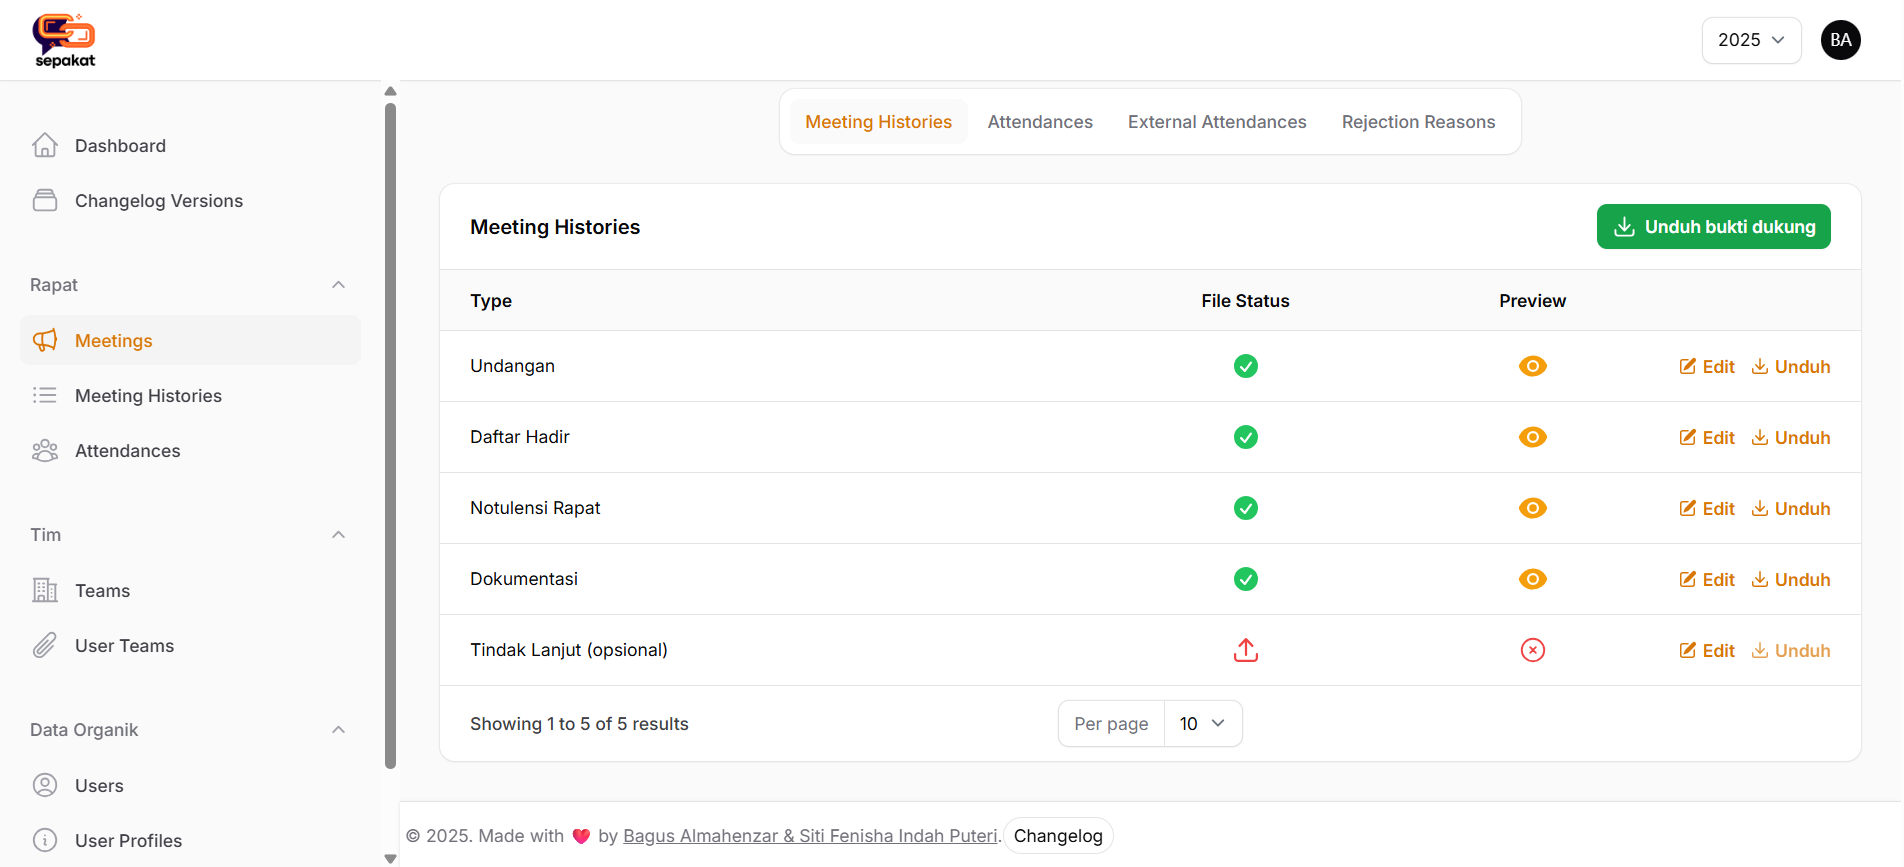 sepakat
2025
BA
Dashboard
Changelog Versions
Rapat
Meetings
Meeting Histories
Attendances
Tim
Teams
User Teams
Data Organik
Users
User Profiles
Meeting Histories Attendances External Attendances Rejection Reasons
Meeting Histories
Unduh bukti dukung
Type File Status Preview
Undangan Edit Unduh
Daftar Hadir Edit Unduh
Notulensi Rapat Edit Unduh
Dokumentasi Edit Unduh
Tindak Lanjut (opsional) Edit Unduh
Showing 1 to 5 of 5 results Per page 10
© 2025. Made with ❤ by Bagus Almahenzar & Siti Fenisha Indah Puteri. Changelog